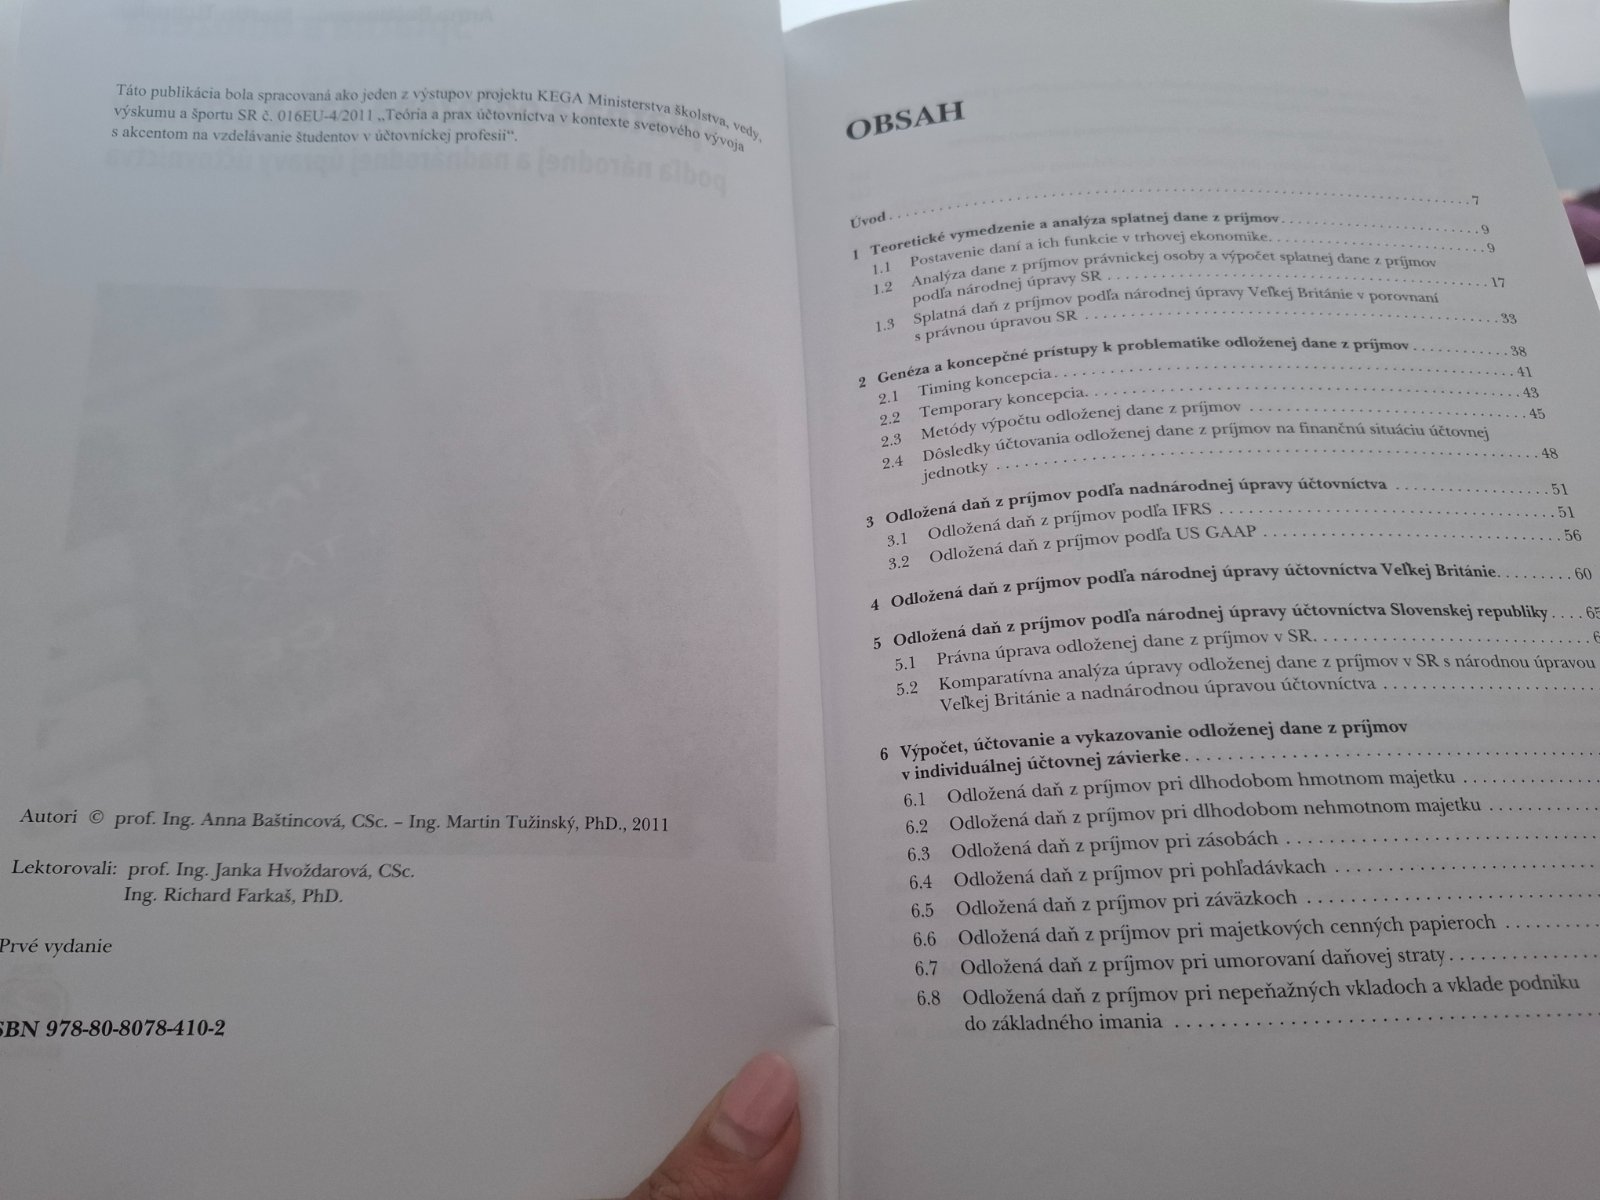 Táto publikácia bola spracovaná ako jeden z výstupov projektu KEGA Ministerstva školstva, vedy,
výskumu a športu SR č. 016EU-4/2011 „Teória a prax účtovníctva v kontexte svetového vývoja
s akcentom na vzdelávanie študentov v účtovníckej profesii“.
Autori © prof. Ing. Anna Baštincová, CSc. – Ing. Martin Tužinský, PhD., 2011
Lektorovali: prof. Ing. Janka Hvoždarová, CSc.
Ing. Richard Farkaš, PhD.
Prvé vydanie
SBN 978-80-8078-410-2
OBSAH
Úvod . . . . . . . . . . 7
1 Teoretické vymedzenie a analýza splatnej dane z príjmov . . . . . . . . . . 9
1.1 Postavenie daní a ich funkcie v trhovej ekonomike. . . . . . . . . . 9
1.2 Analýza dane z príjmov právnickej osoby a výpočet splatnej dane z príjmov
podľa národnej úpravy SR . . . . . . . . . . 17
1.3 Splatná daň z príjmov podľa národnej úpravy Veľkej Británie v porovnaní
s právnou úpravou SR . . . . . . . . . . 33
2 Genéza a koncepčné prístupy k problematike odloženej dane z príjmov . . . . . . . . . . 38
2.1 Timing koncepcia . . . . . . . . . . 41
2.2 Temporary koncepcia. . . . . . . . . . 43
2.3 Metódy výpočtu odloženej dane z príjmov . . . . . . . . . . 45
2.4 Dôsledky účtovania odloženej dane z príjmov na finančnú situáciu účtovnej
jednotky . . . . . . . . . . 48
3 Odložená daň z príjmov podľa nadnárodnej úpravy účtovníctva . . . . . . . . . . 51
3.1 Odložená daň z príjmov podľa IFRS . . . . . . . . . . 51
3.2 Odložená daň z príjmov podľa US GAAP . . . . . . . . . . 56
4 Odložená daň z príjmov podľa národnej úpravy účtovníctva Veľkej Británie. . . . . . . . . 60
5 Odložená daň z príjmov podľa národnej úpravy účtovníctva Slovenskej republiky . . . . 65
5.1 Právna úprava odloženej dane z príjmov v SR. . . . . . . . . . 6
5.2 Komparatívna analýza úpravy odloženej dane z príjmov v SR s národnou úpravou
Veľkej Británie a nadnárodnou úpravou účtovníctva . . . . . . . . . .
6 Výpočet, účtovanie a vykazovanie odloženej dane z príjmov
v individuálnej účtovnej závierke . . . . . . . . . .
6.1 Odložená daň z príjmov pri dlhodobom hmotnom majetku . . . . . . . . . .
6.2 Odložená daň z príjmov pri dlhodobom nehmotnom majetku . . . . . . . . . .
6.3 Odložená daň z príjmov pri zásobách . . . . . . . . . .
6.4 Odložená daň z príjmov pri pohľadávkach . . . . . . . . . .
6.5 Odložená daň z príjmov pri záväzkoch . . . . . . . . . .
6.6 Odložená daň z príjmov pri majetkových cenných papieroch . . . . . . . . . .
6.7 Odložená daň z príjmov pri umorovaní daňovej straty . . . . . . . . . .
6.8 Odložená daň z príjmov pri nepeňažných vkladoch a vklade podniku
do základného imania . . . . . . . . . .